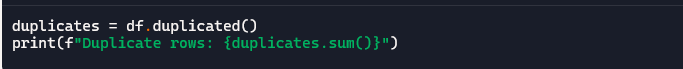 duplicates = df.duplicated()
print(f"Duplicate rows: {duplicates.sum()}")